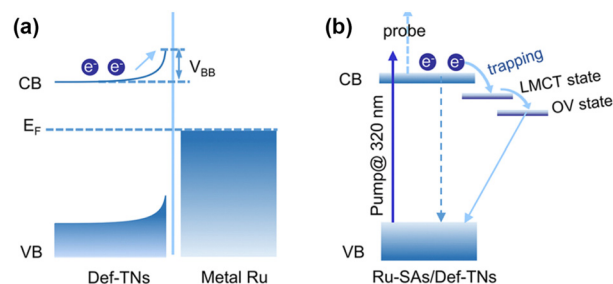 (a)
e⁻ e⁻
V_BB
CB
E_F
VB
Def-TNs
Metal Ru
(b)
probe
e⁻ e⁻
trapping
CB
LMCT state
OV state
Pump@ 320 nm
VB
Ru-SAs/Def-TNs